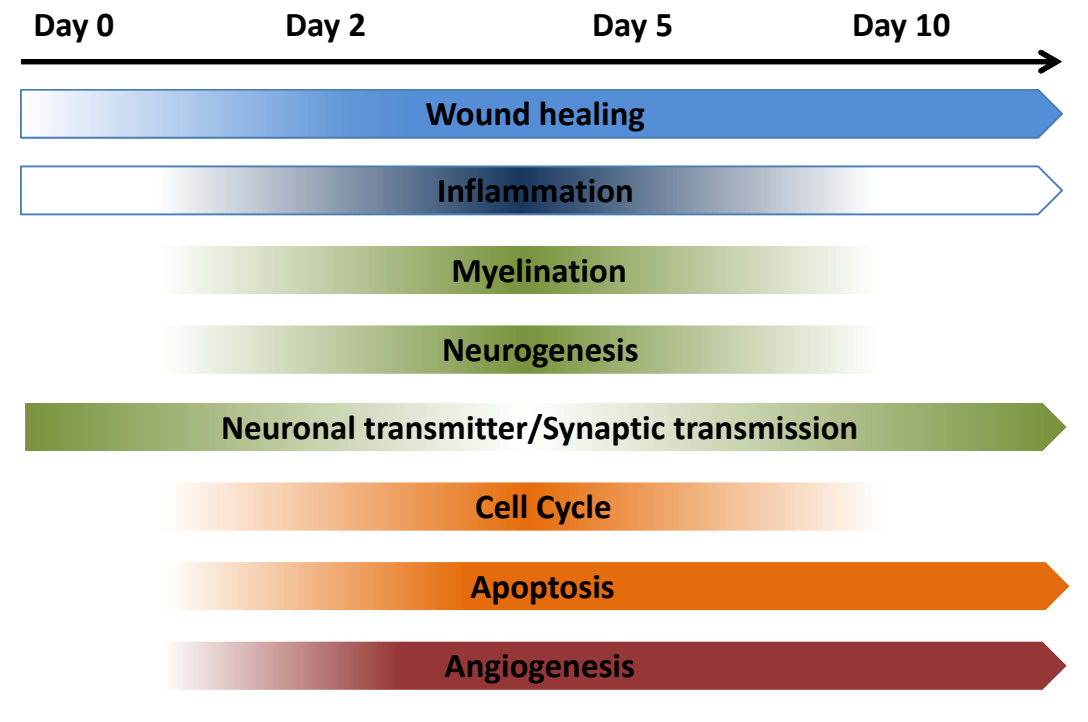 Day 0 Day 2 Day 5 Day 10
Wound healing
Inflammation
Myelination
Neurogenesis
Neuronal transmitter/Synaptic transmission
Cell Cycle
Apoptosis
Angiogenesis